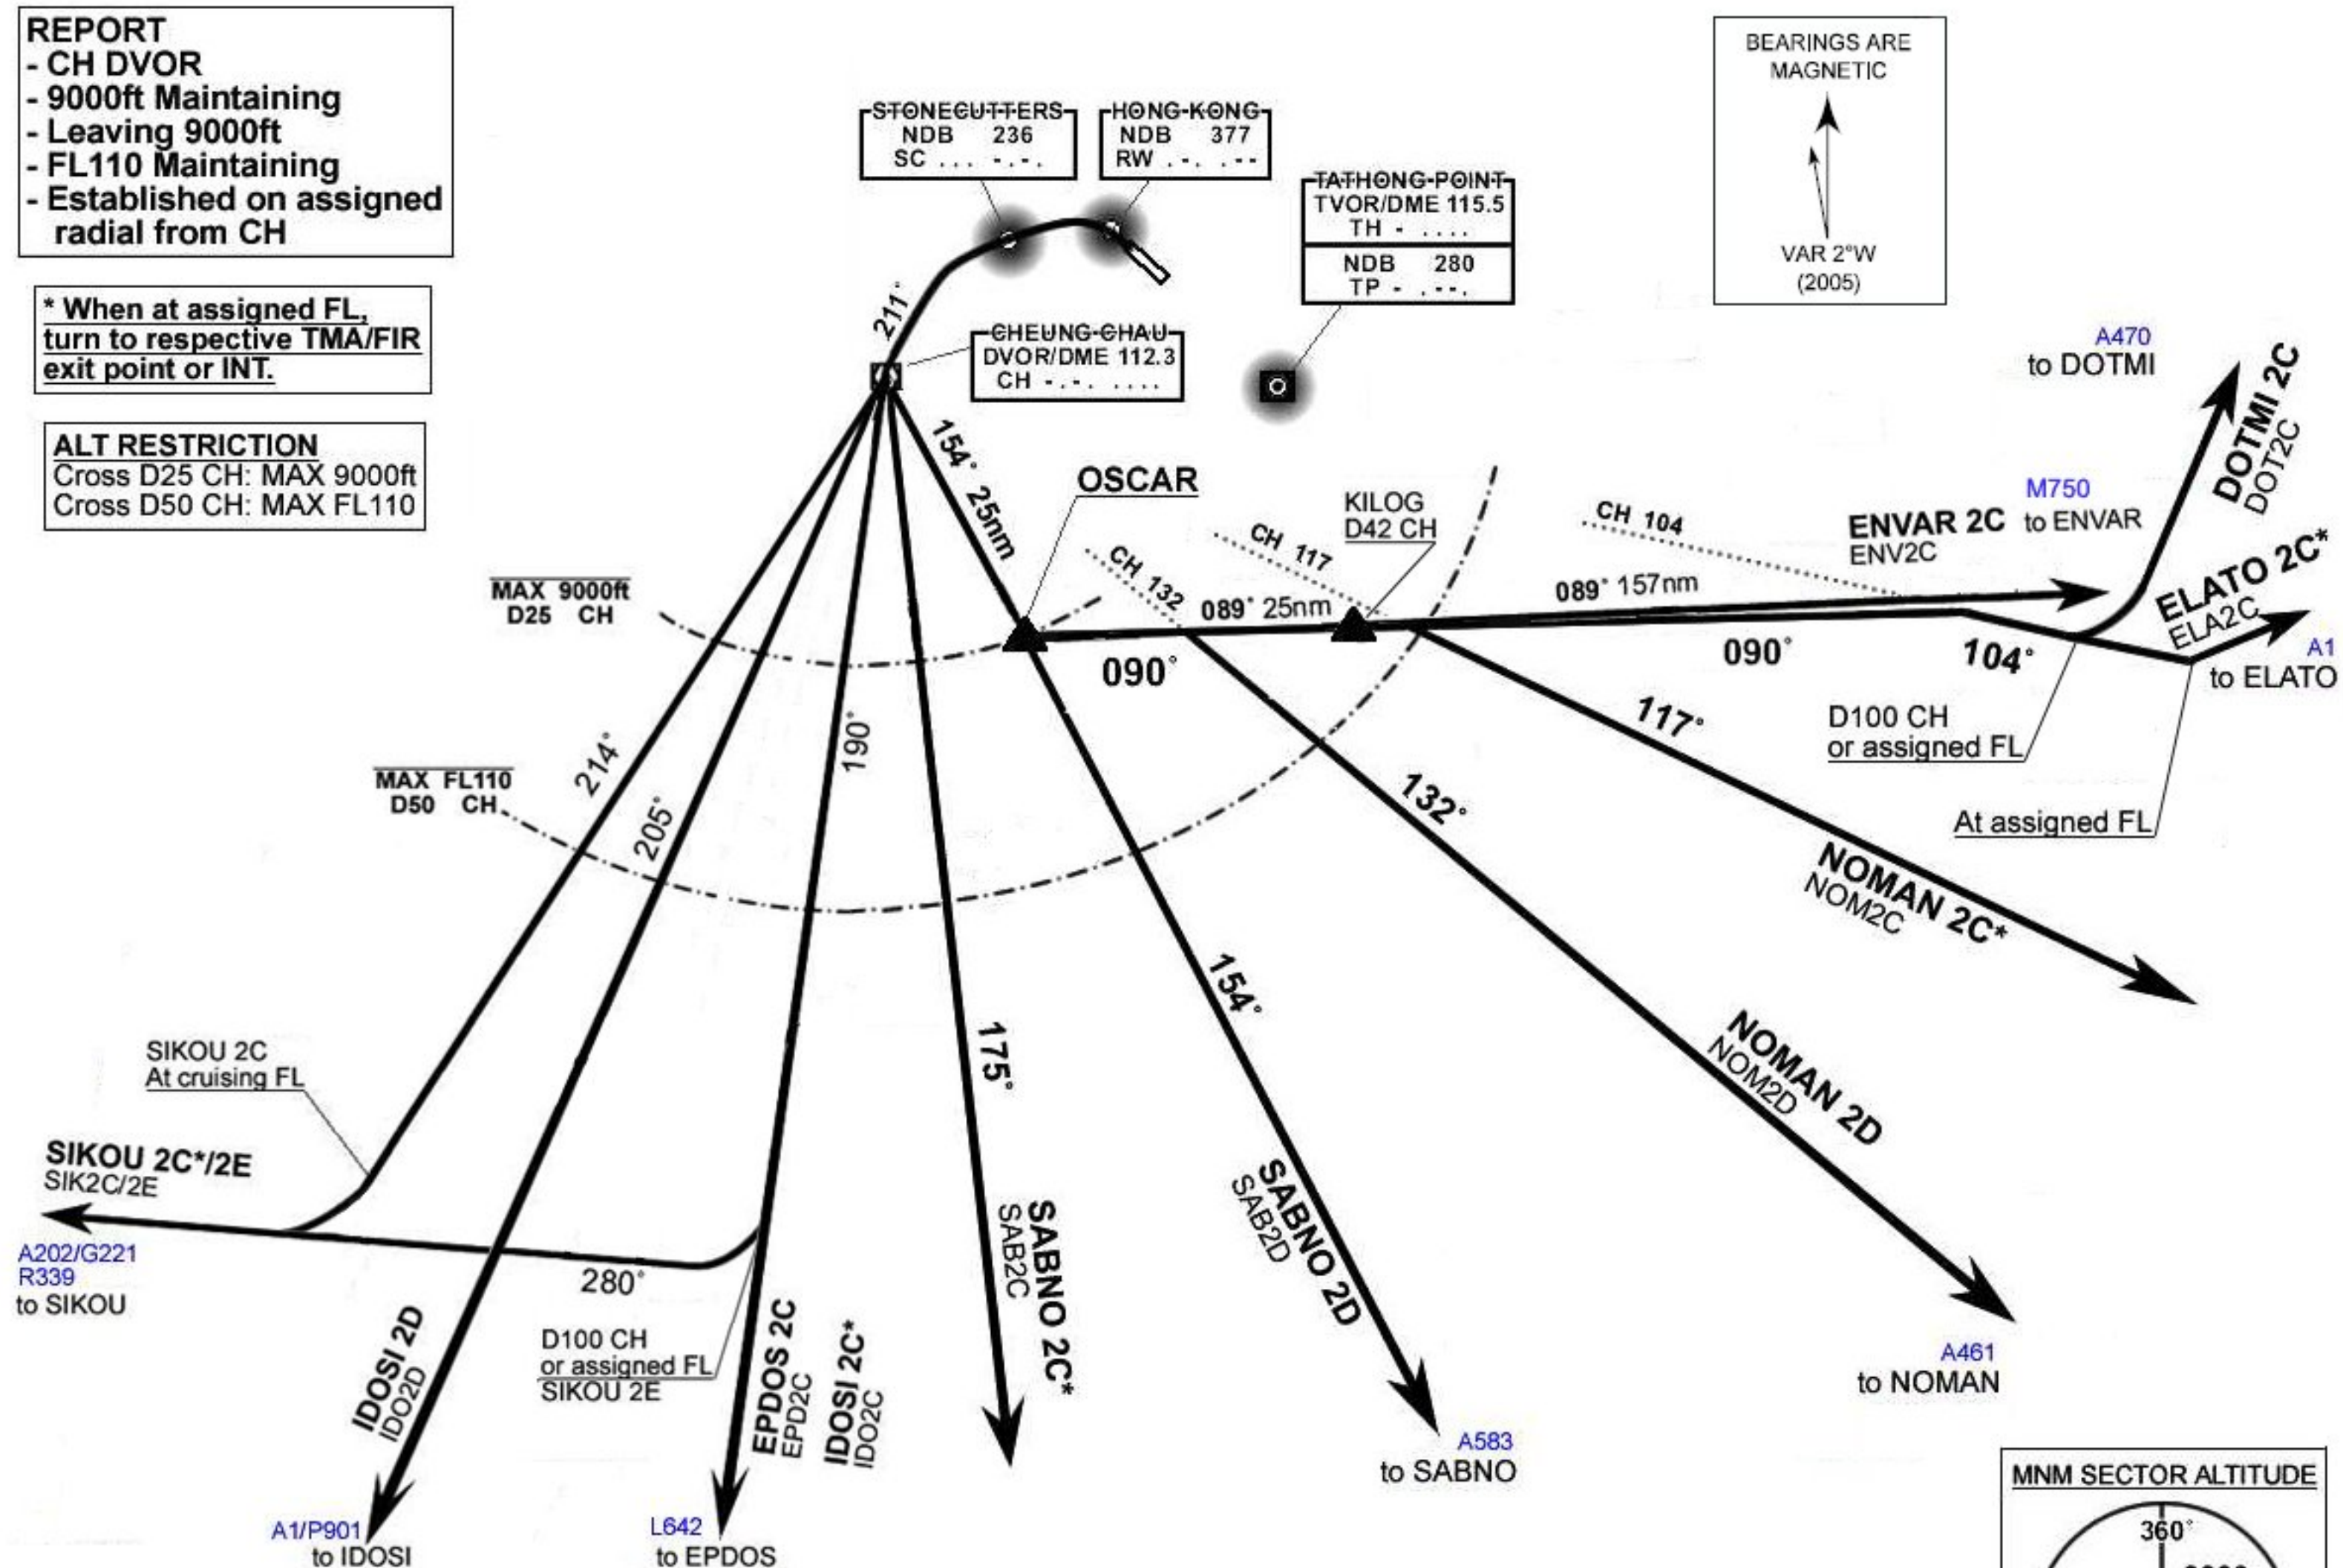 REPORT
- CH DVOR
- 9000ft Maintaining
- Leaving 9000ft
- FL110 Maintaining
- Established on assigned
radial from CH
* When at assigned FL,
turn to respective TMA/FIR
exit point or INT.
ALT RESTRICTION
Cross D25 CH: MAX 9000ft
Cross D50 CH: MAX FL110
STONECUTTERS
NDB 236
SC ... -.-.
HONG-KONG
NDB 377
RW .-. .--
TATHONG-POINT
TVOR/DME 115.5
TH - ....
NDB 280
TP - .--.
BEARINGS ARE
MAGNETIC
VAR 2°W
(2005)
211°
CHEUNG-CHAU
DVOR/DME 112.3
CH -.-. ....
A470
to DOTMI
DOTMI 2C
DOT2C
154° 25nm
OSCAR
KILOG
D42 CH
CH 132
CH 117
CH 104
ENVAR 2C
ENV2C
M750
to ENVAR
ELATO 2C*
ELA2C
A1
to ELATO
MAX 9000ft
D25 CH
089° 25nm
089° 157nm
090°
090°
104°
D100 CH
or assigned FL
At assigned FL
MAX FL110
D50 CH
214°
205°
190°
117°
132°
NOMAN 2C*
NOM2C
154°
175°
NOMAN 2D
NOM2D
SIKOU 2C
At cruising FL
SIKOU 2C*/2E
SIK2C/2E
A202/G221
R339
to SIKOU
280°
D100 CH
or assigned FL
SIKOU 2E
IDOSI 2D
IDO2D
EPDOS 2C
EPD2C
IDOSI 2C*
IDO2C
SABNO 2C*
SAB2C
SABNO 2D
SAB2D
A1/P901
to IDOSI
L642
to EPDOS
A583
to SABNO
A461
to NOMAN
MNM SECTOR ALTITUDE
360°